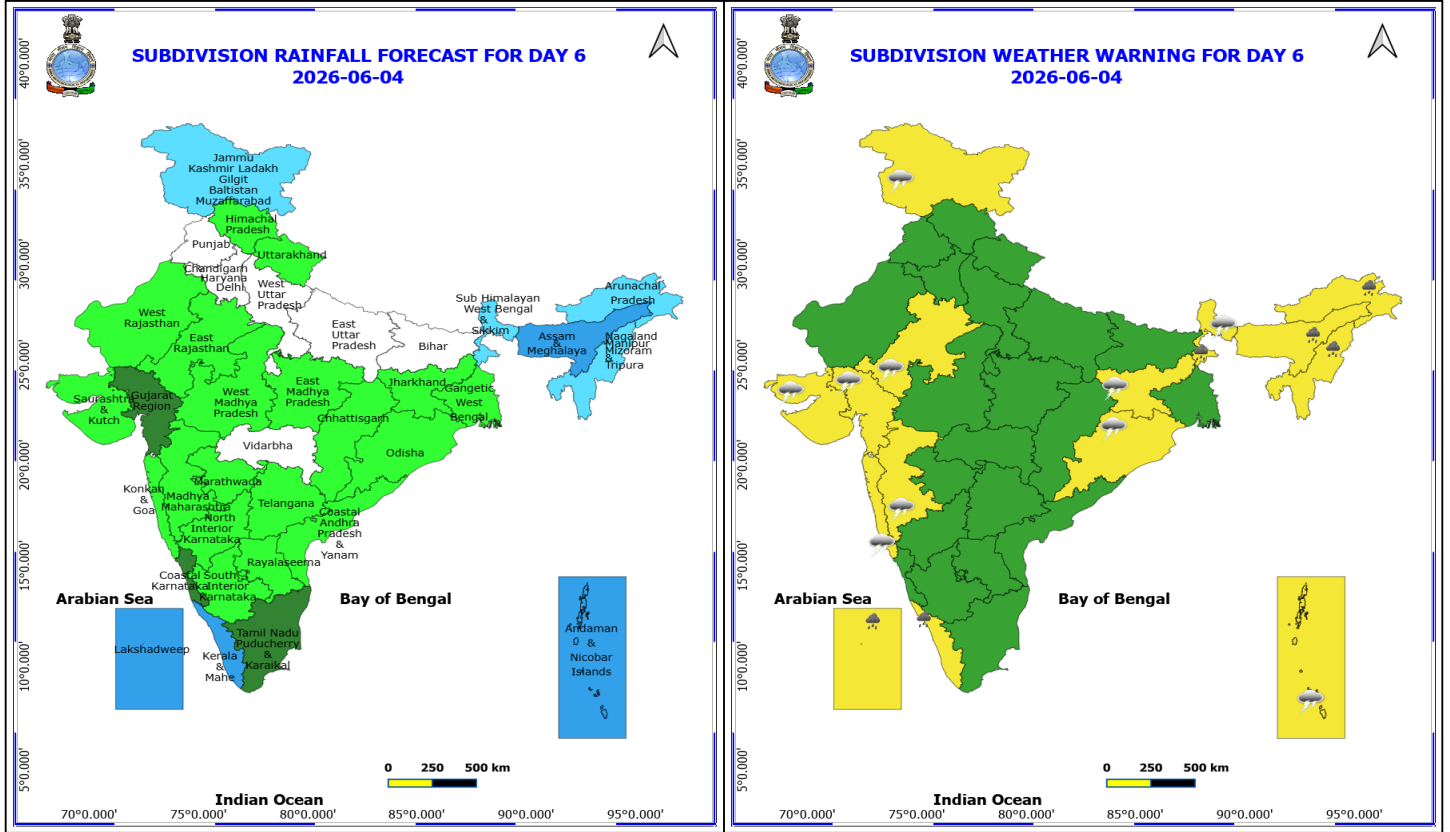 SUBDIVISION RAINFALL FORECAST FOR DAY 6
2026-06-04
40°0.000'
35°0.000'
30°0.000'
25°0.000'
20°0.000'
15°0.000'
10°0.000'
5°0.000'
Jammu
Kashmir Ladakh
Gilgit
Baltistan
Muzaffarabad
Himachal
Pradesh
Punjab
Uttarakhand
Chandigarh
Haryana
Delhi
West
Uttar
Pradesh
West
Rajasthan
East
Rajasthan
East
Uttar
Pradesh
Bihar
Sub Himalayan
West Bengal
&
Sikkim
Arunachal
Pradesh
Assam
&
Meghalaya
Nagaland
Manipur
Mizoram
&
Tripura
Saurashtra
&
Kutch
Gujarat
Region
West
Madhya
Pradesh
East
Madhya
Pradesh
Jharkhand
Gangetic
West
Bengal
Chhattisgarh
Vidarbha
Odisha
Konkan
&
Goa
Madhya
Maharashtra
Marathwada
Telangana
North
Interior
Karnataka
Coastal
Andhra
Pradesh
&
Yanam
Rayalaseema
Coastal
Karnataka
South
Interior
Karnataka
Tamil Nadu
Puducherry
&
Karaikal
Kerala
&
Mahe
Lakshadweep
Andaman
&
Nicobar
Islands
Arabian Sea
Bay of Bengal
0 250 500 km
Indian Ocean
70°0.000' 75°0.000' 80°0.000' 85°0.000' 90°0.000' 95°0.000'
SUBDIVISION WEATHER WARNING FOR DAY 6
2026-06-04
40°0.000'
35°0.000'
30°0.000'
25°0.000'
20°0.000'
15°0.000'
10°0.000'
5°0.000'
Arabian Sea
Bay of Bengal
0 250 500 km
Indian Ocean
70°0.000' 75°0.000' 80°0.000' 85°0.000' 90°0.000' 95°0.000'